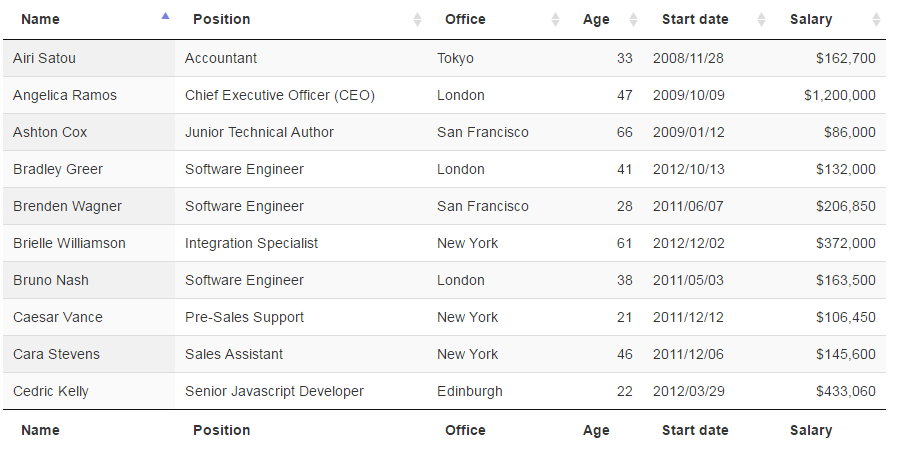 Name Position Office Age Start date Salary
Airi Satou Accountant Tokyo 33 2008/11/28 $162,700
Angelica Ramos Chief Executive Officer (CEO) London 47 2009/10/09 $1,200,000
Ashton Cox Junior Technical Author San Francisco 66 2009/01/12 $86,000
Bradley Greer Software Engineer London 41 2012/10/13 $132,000
Brenden Wagner Software Engineer San Francisco 28 2011/06/07 $206,850
Brielle Williamson Integration Specialist New York 61 2012/12/02 $372,000
Bruno Nash Software Engineer London 38 2011/05/03 $163,500
Caesar Vance Pre-Sales Support New York 21 2011/12/12 $106,450
Cara Stevens Sales Assistant New York 46 2011/12/06 $145,600
Cedric Kelly Senior Javascript Developer Edinburgh 22 2012/03/29 $433,060
Name Position Office Age Start date Salary